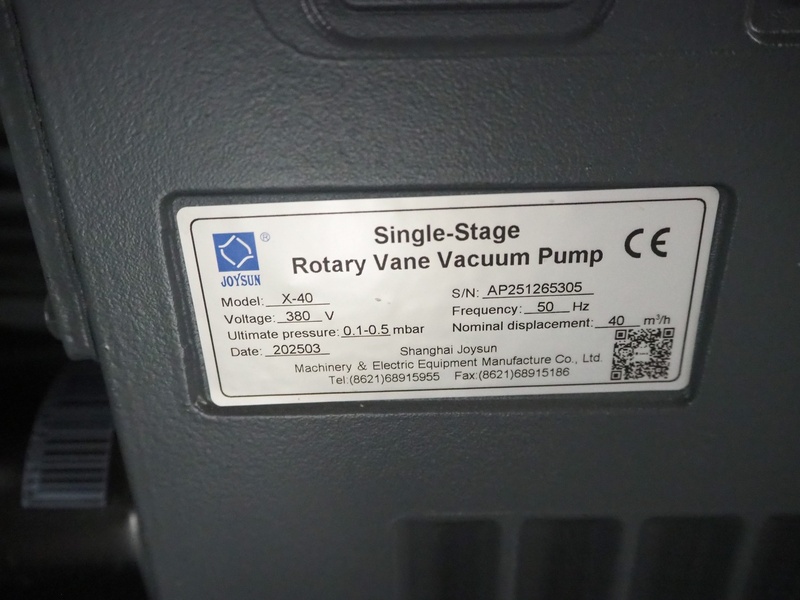 Single-Stage
Rotary Vane Vacuum Pump
CE
®
JOYSUN
Model: X-40
S/N: AP251265305
Voltage: 380 V
Frequency: 50 Hz
Ultimate pressure: 0.1-0.5 mbar
Nominal displacement: 40 m³/h
Date: 202503
Shanghai Joysun
Machinery & Electric Equipment Manufacture Co., Ltd.
Tel:(8621)68915955 Fax:(8621)68915186